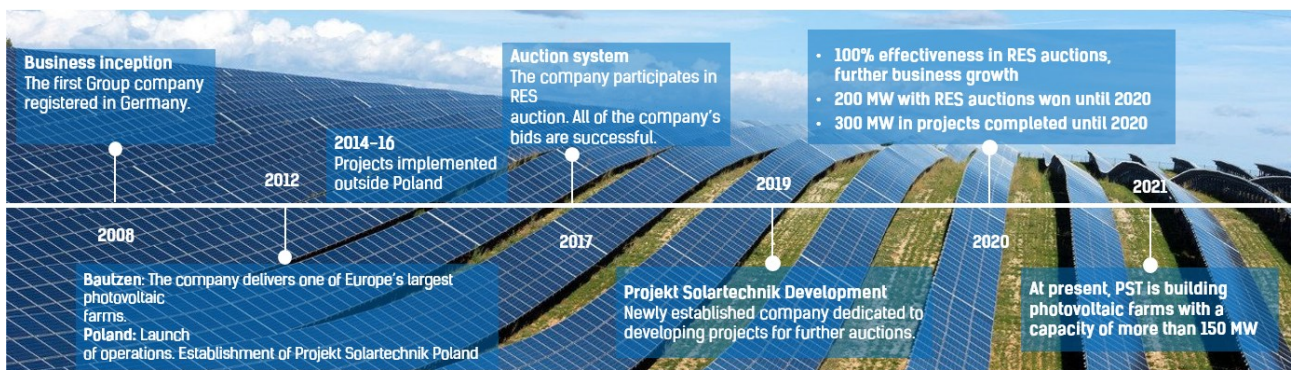 Business inception
The first Group company
registered in Germany.
2008
2012
Bautzen: The company delivers one of Europe's largest
photovoltaic
farms.
Poland: Launch
of operations. Establishment of Projekt Solartechnik Poland
2014-16
Projects implemented
outside Poland
Auction system
The company participates in
RES
auction. All of the company's
bids are successful.
2017
2019
Projekt Solartechnik Development
Newly established company dedicated to
developing projects for further auctions.
• 100% effectiveness in RES auctions,
further business growth
• 200 MW with RES auctions won until 2020
• 300 MW in projects completed until 2020
2020
2021
At present, PST is building
photovoltaic farms with a
capacity of more than 150 MW